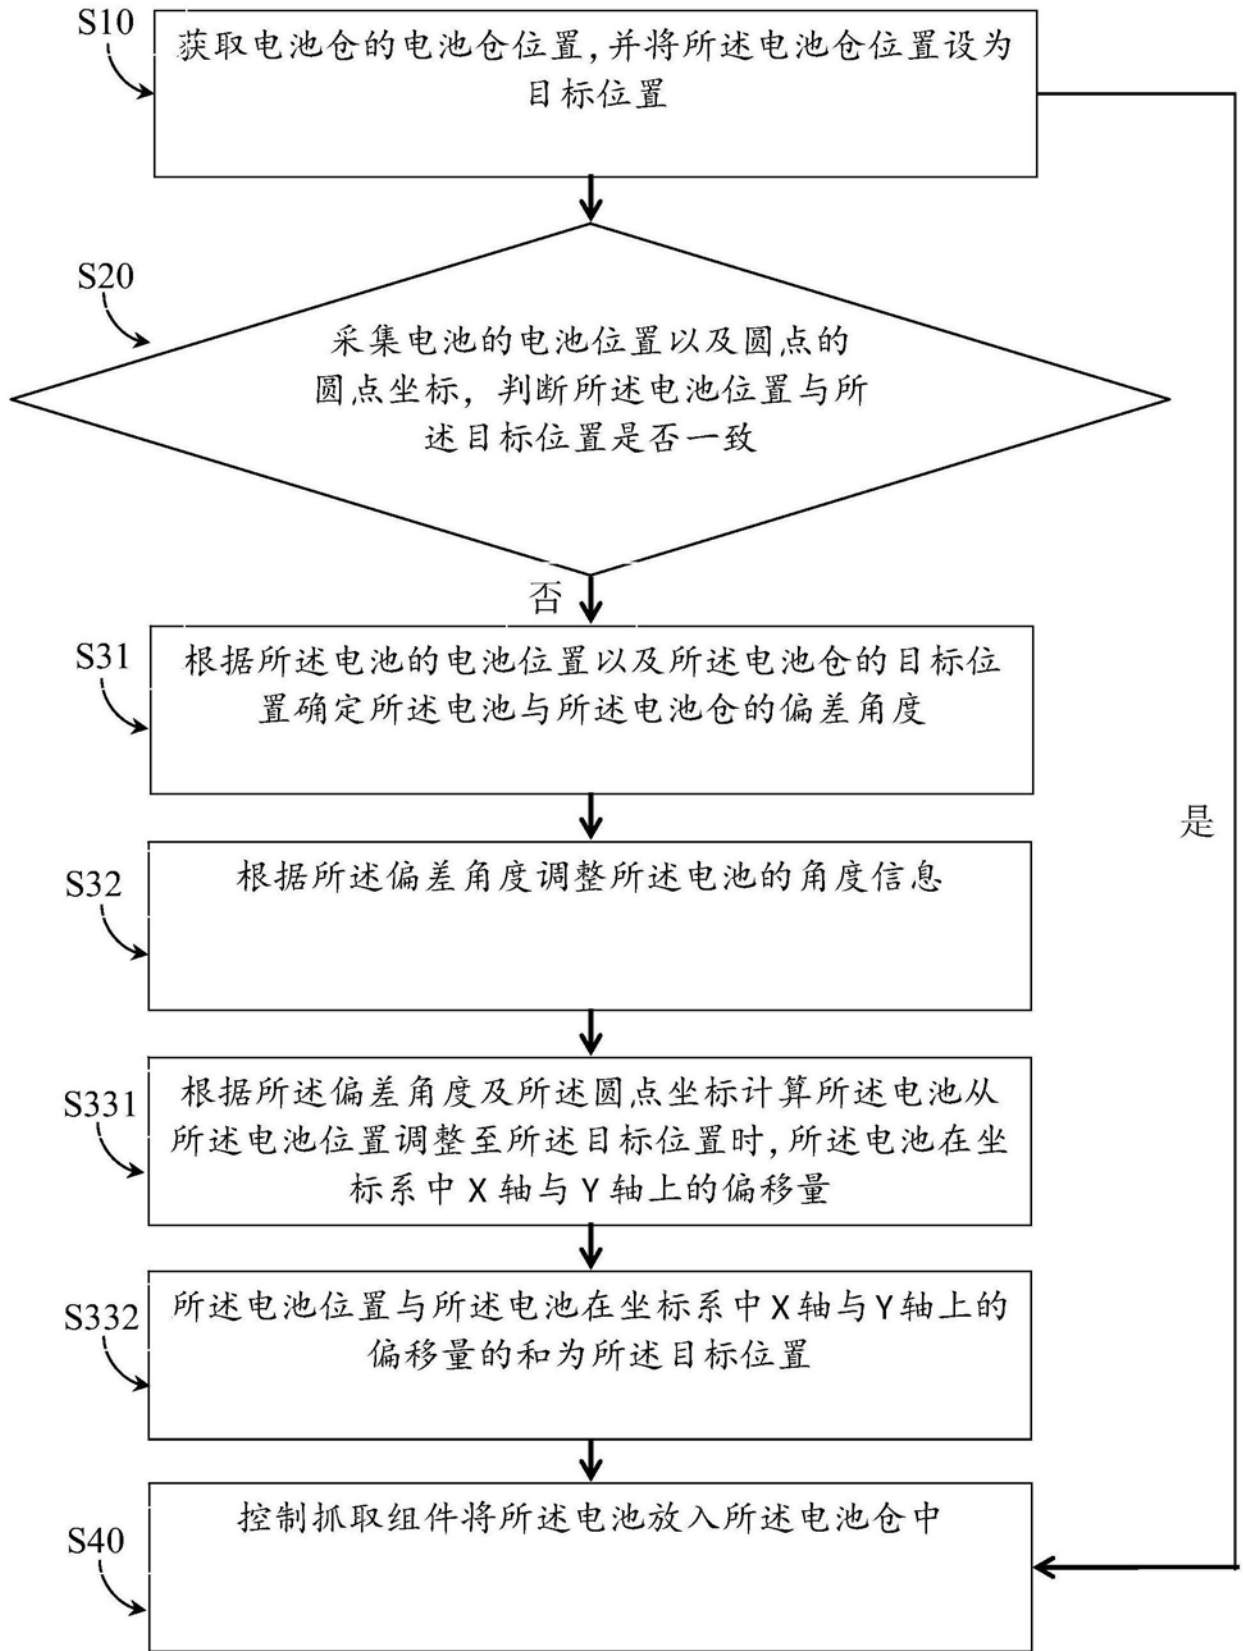 S10
获取电池仓的电池仓位置,并将所述电池仓位置设为
目标位置
S20
采集电池的电池位置以及圆点的
圆点坐标，判断所述电池位置与所
述目标位置是否一致
否
S31
根据所述电池的电池位置以及所述电池仓的目标位
置确定所述电池与所述电池仓的偏差角度
是
S32
根据所述偏差角度调整所述电池的角度信息
S331
根据所述偏差角度及所述圆点坐标计算所述电池从
所述电池位置调整至所述目标位置时,所述电池在坐
标系中X轴与Y轴上的偏移量
S332
所述电池位置与所述电池在坐标系中X轴与Y轴上的
偏移量的和为所述目标位置
S40
控制抓取组件将所述电池放入所述电池仓中